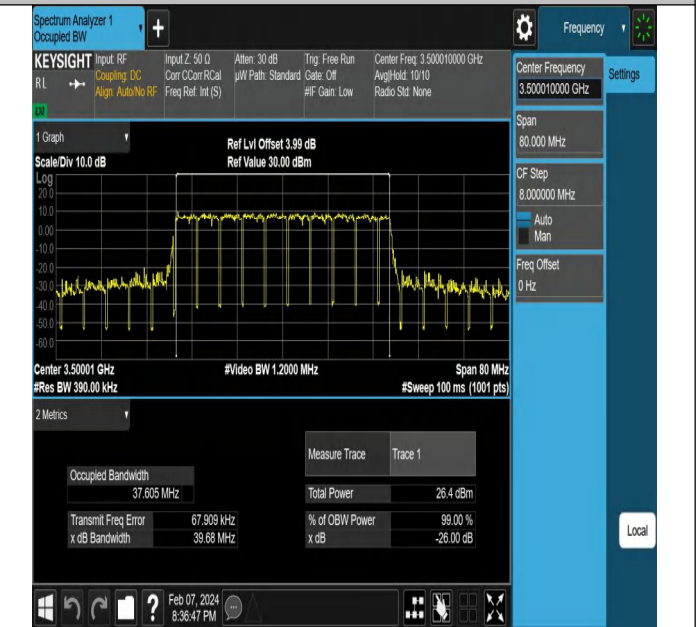 Spectrum Analyzer 1
Occupied BW
Frequency
KEYSIGHT
RL
Input: RF
Coupling: DC
Align: Auto/No RF
Input Z: 50 Ω
Corr CCorr RCal
Freq Ref: Int (S)
Atten: 30 dB
µW Path: Standard
Trig: Free Run
Gate: Off
#IF Gain: Low
Center Freq: 3.500010000 GHz
Avg|Hold: 10/10
Radio Std: None
1 Graph
Scale/Div 10.0 dB
Ref Lvl Offset 3.99 dB
Ref Value 30.00 dBm
Log
20.0
10.0
0.00
-10.0
-20.0
-30.0
-40.0
-50.0
-60.0
Center 3.50001 GHz
#Video BW 1.2000 MHz
Span 80 MHz
#Res BW 390.00 kHz
#Sweep 100 ms (1001 pts)
2 Metrics
Measure Trace
Trace 1
Occupied Bandwidth
37.605 MHz
Total Power
26.4 dBm
Transmit Freq Error
67.909 kHz
% of OBW Power
99.00 %
x dB Bandwidth
39.68 MHz
x dB
-26.00 dB
Feb 07, 2024
8:36:47 PM
Center Frequency
3.500010000 GHz
Settings
Span
80.000 MHz
CF Step
8.000000 MHz
Auto
Man
Freq Offset
0 Hz
Local